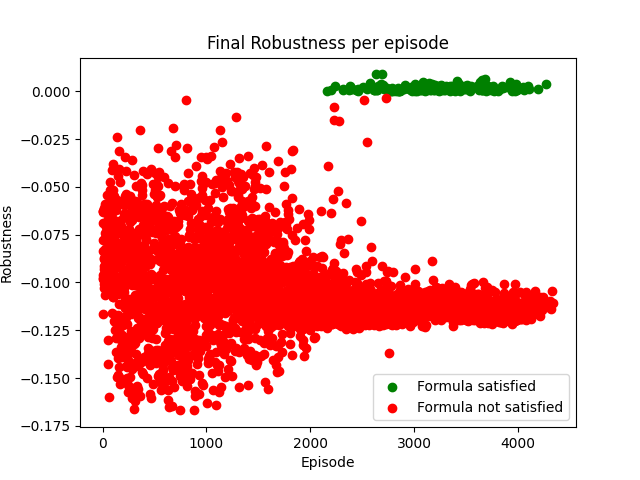 Final Robustness per episode
0.000
−0.025
−0.050
−0.075
−0.100
−0.125
−0.150
−0.175
Robustness
0
1000
2000
3000
4000
Episode
Formula satisfied
Formula not satisfied